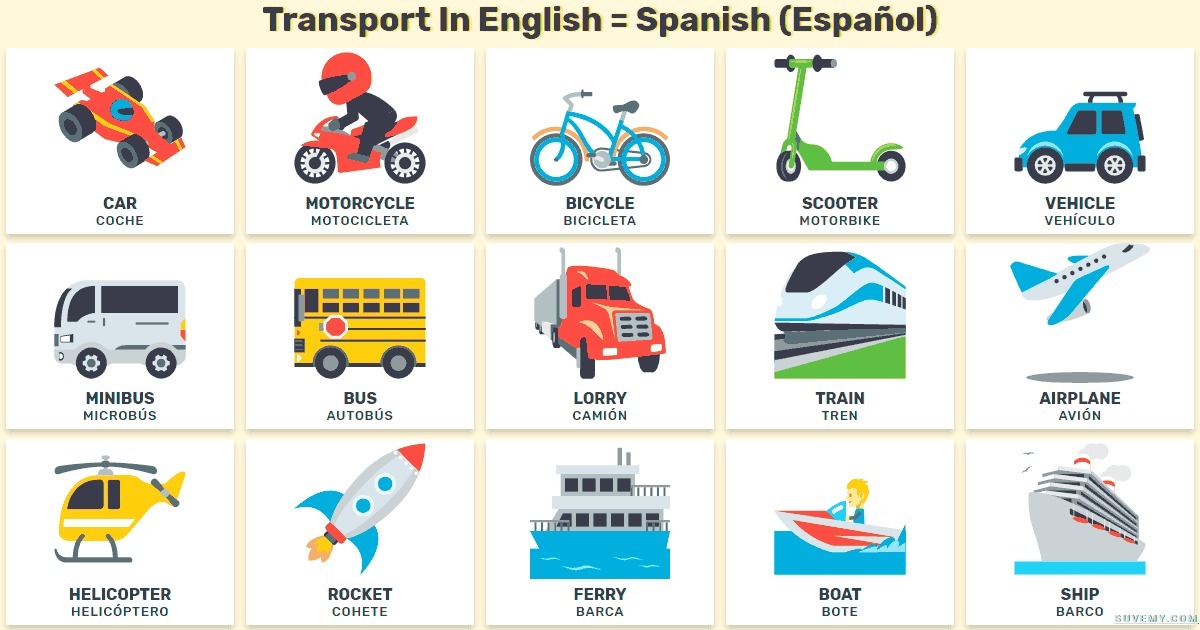 Transport In English = Spanish (Español)
CAR
COCHE
MOTORCYCLE
MOTOCICLETA
BICYCLE
BICICLETA
SCOOTER
MOTORBIKE
VEHICLE
VEHÍCULO
MINIBUS
MICROBÚS
BUS
AUTOBÚS
LORRY
CAMIÓN
TRAIN
TREN
AIRPLANE
AVIÓN
HELICOPTER
HELICÓPTERO
ROCKET
COHETE
FERRY
BARCA
BOAT
BOTE
SHIP
BARCO
SUVEMY.COM